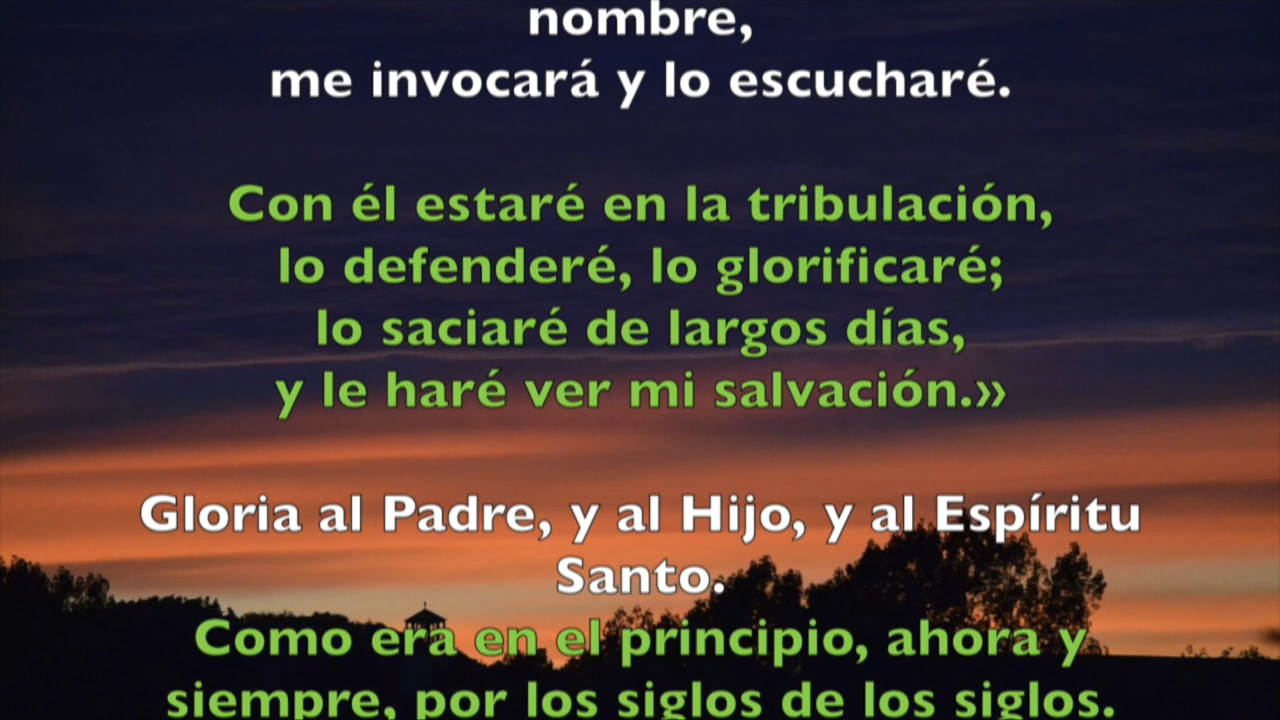 nombre,
me invocará y lo escucharé.
Con él estaré en la tribulación,
lo defenderé, lo glorificaré;
lo saciaré de largos días,
y le haré ver mi salvación.»
Gloria al Padre, y al Hijo, y al Espíritu
Santo.
Como era en el principio, ahora y
siempre, por los siglos de los siglos.